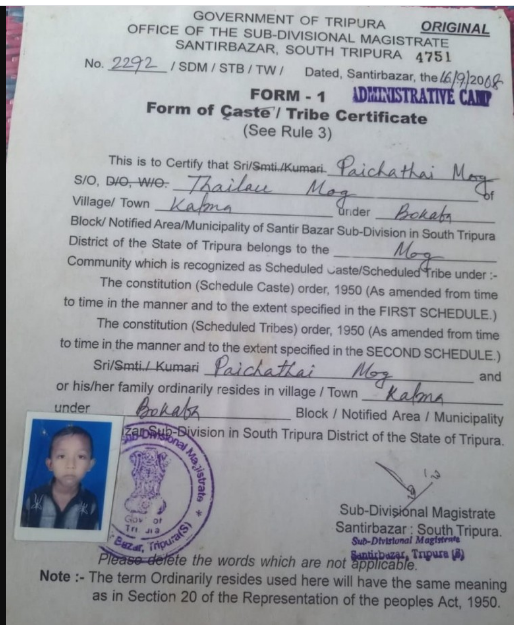 GOVERNMENT OF TRIPURA ORIGINAL
OFFICE OF THE SUB-DIVISIONAL MAGISTRATE
SANTIRBAZAR, SOUTH TRIPURA 4751
No. 2292 / SDM / STB / TW / Dated, Santirbazar, the 16/9/2008
FORM - 1 ADMINISTRATIVE CAMP
Form of Caste / Tribe Certificate
(See Rule 3)
This is to Certify that Sri/Smti./Kumari. Paichathai Mog
S/O, D/O, W/O. Thailau Mog of
Village/ Town Kalma under Bokafa
Block/ Notified Area/Municipality of Santir Bazar Sub-Division in South Tripura
District of the State of Tripura belongs to the Mog
Community which is recognized as Scheduled Caste/Scheduled Tribe under :-
The constitution (Schedule Caste) order, 1950 (As amended from time
to time in the manner and to the extent specified in the FIRST SCHEDULE.)
The constitution (Scheduled Tribes) order, 1950 (As amended from time
to time in the manner and to the extent specified in the SECOND SCHEDULE.)
Sri/Smti./ Kumari Paichathai Mog and
or his/her family ordinarily resides in village / Town Kalma
under Bokafa Block / Notified Area / Municipality
zar Sub-Division in South Tripura District of the State of Tripura.
Sub-Divisional Magistrate
Gov of
Tri ura
Bazar, Tripura(S)
Sub-Divisional Magistrate
Santirbazar : South Tripura.
Sub-Divisional Magistrate
Santirbazar, Tripura (S)
Please delete the words which are not applicable.
Note :- The term Ordinarily resides used here will have the same meaning
as in Section 20 of the Representation of the peoples Act, 1950.